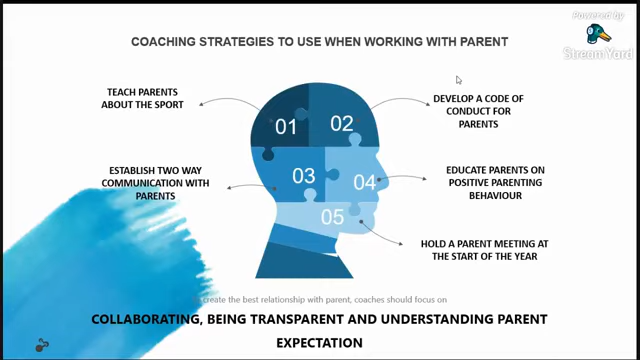 Powered by
StreamYard
COACHING STRATEGIES TO USE WHEN WORKING WITH PARENT
TEACH PARENTS
ABOUT THE SPORT
01
02
DEVELOP A CODE OF
CONDUCT FOR
PARENTS
ESTABLISH TWO WAY
COMMUNICATION WITH
PARENTS
03
04
EDUCATE PARENTS ON
POSITIVE PARENTING
BEHAVIOUR
05
HOLD A PARENT MEETING AT
THE START OF THE YEAR
create the best relationship with parent, coaches should focus on
COLLABORATING, BEING TRANSPARENT AND UNDERSTANDING PARENT
EXPECTATION